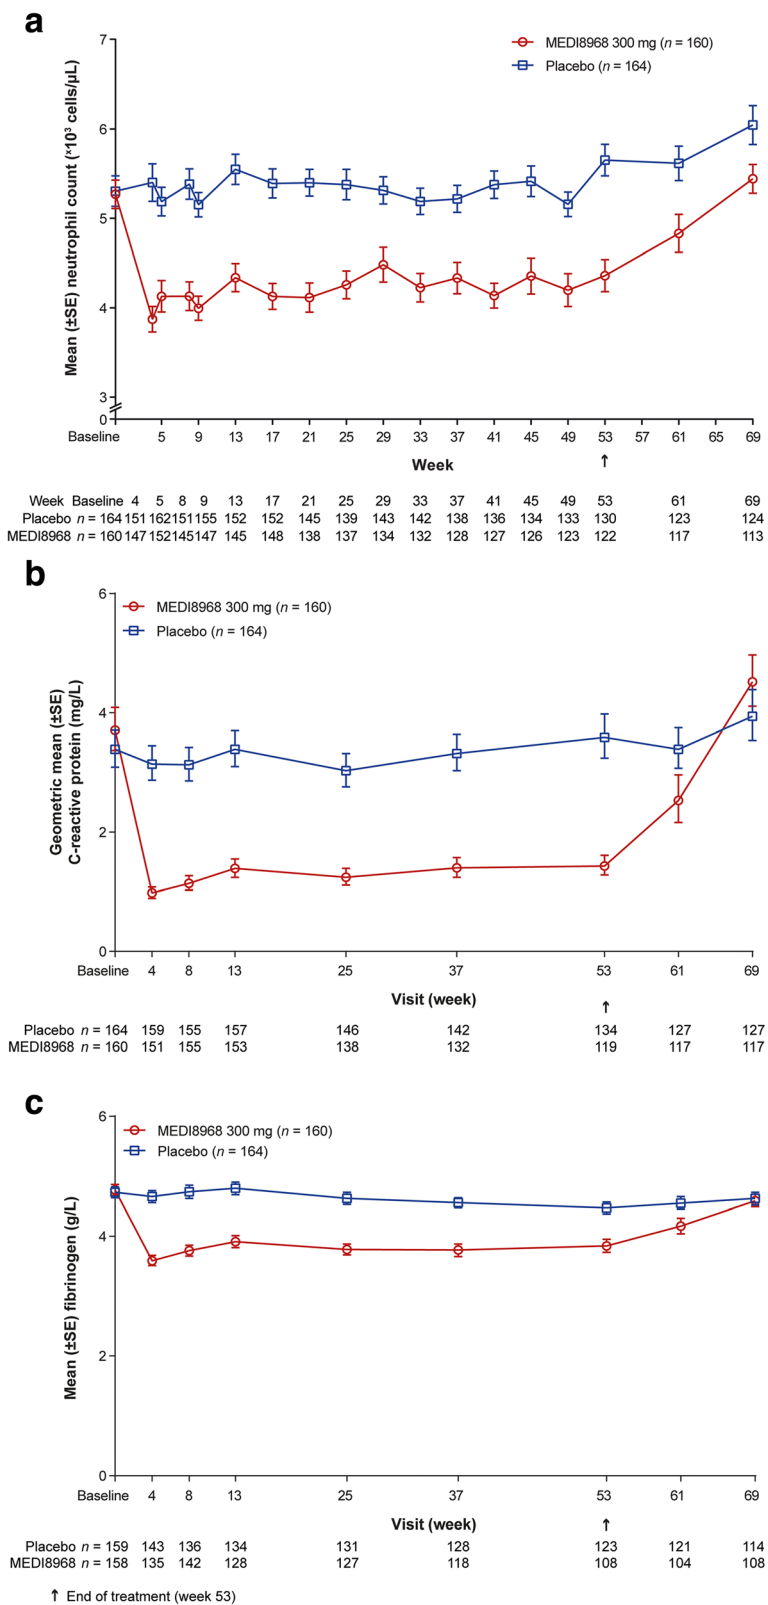 a
MEDI8968 300 mg (n = 160)
Placebo (n = 164)
Mean (±SE) neutrophil count (*10³ cells/μL)
7
6
5
4
3
0
Baseline 5 9 13 17 21 25 29 33 37 41 45 49 53 57 61 65 69
Week
↑
Week Baseline 4 5 8 9 13 17 21 25 29 33 37 41 45 49 53 61 69
Placebo n = 164 151 162 151 155 152 152 145 139 143 142 138 136 134 133 130 123 124
MEDI8968 n = 160 147 152 145 147 145 148 138 137 134 132 128 127 126 123 122 117 113
b
MEDI8968 300 mg (n = 160)
Placebo (n = 164)
Geometric mean (±SE)
C-reactive protein (mg/L)
6
4
2
0
Baseline 4 8 13 25 37 53 61 69
Visit (week)
↑
Placebo n = 164 159 155 157 146 142 134 127 127
MEDI8968 n = 160 151 155 153 138 132 119 117 117
c
MEDI8968 300 mg (n = 160)
Placebo (n = 164)
Mean (±SE) fibrinogen (g/L)
6
4
2
0
Baseline 4 8 13 25 37 53 61 69
Visit (week)
↑
Placebo n = 159 143 136 134 131 128 123 121 114
MEDI8968 n = 158 135 142 128 127 118 108 104 108
↑ End of treatment (week 53)